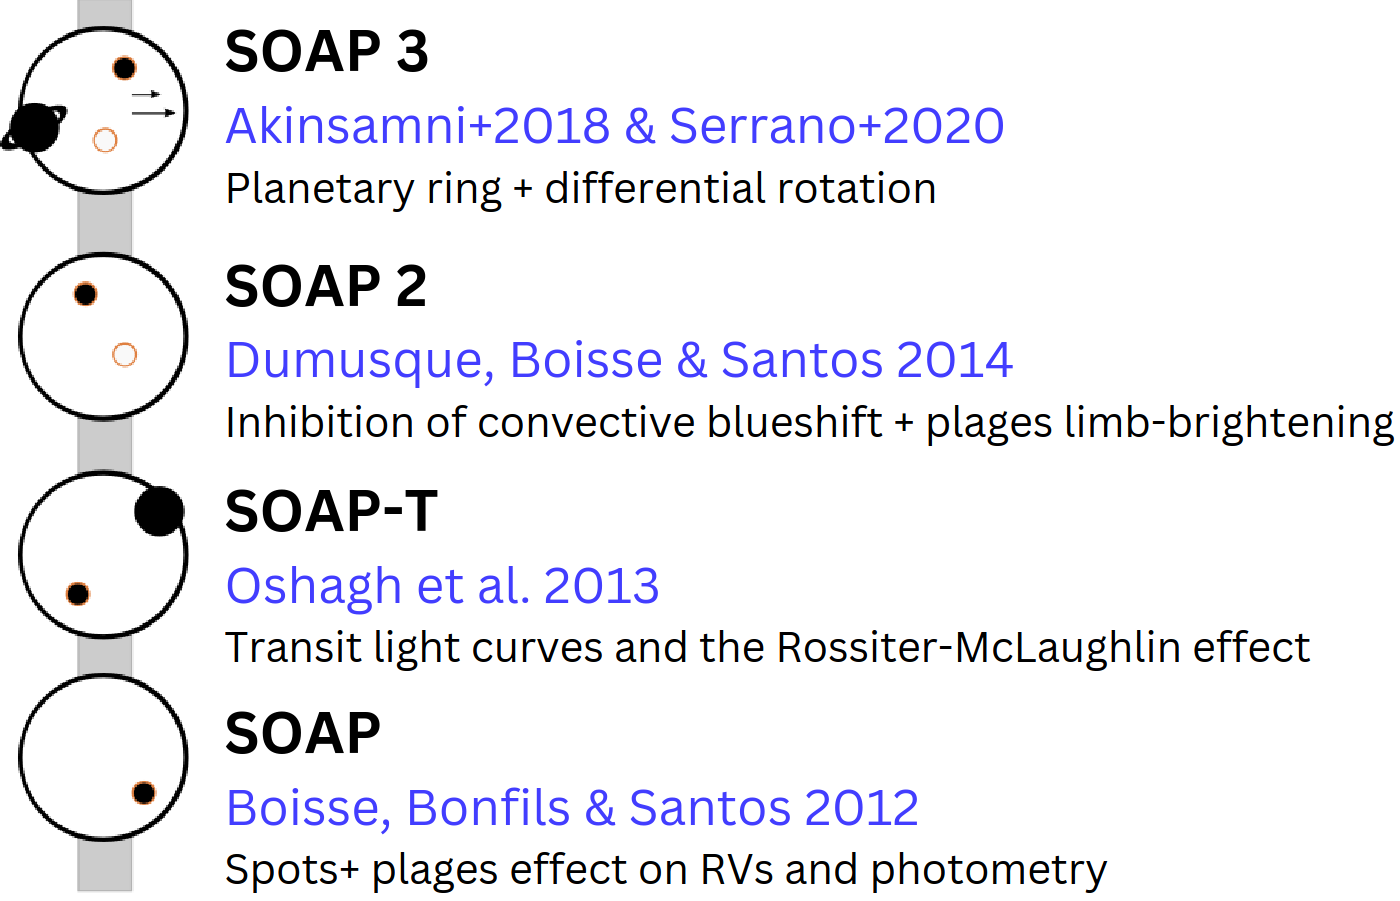 SOAP 3
Akinsamni+2018 & Serrano+2020
Planetary ring + differential rotation
SOAP 2
Dumusque, Boisse & Santos 2014
Inhibition of convective blueshift + plages limb-brightening
SOAP-T
Oshagh et al. 2013
Transit light curves and the Rossiter-McLaughlin effect
SOAP
Boisse, Bonfils & Santos 2012
Spots+ plages effect on RVs and photometry